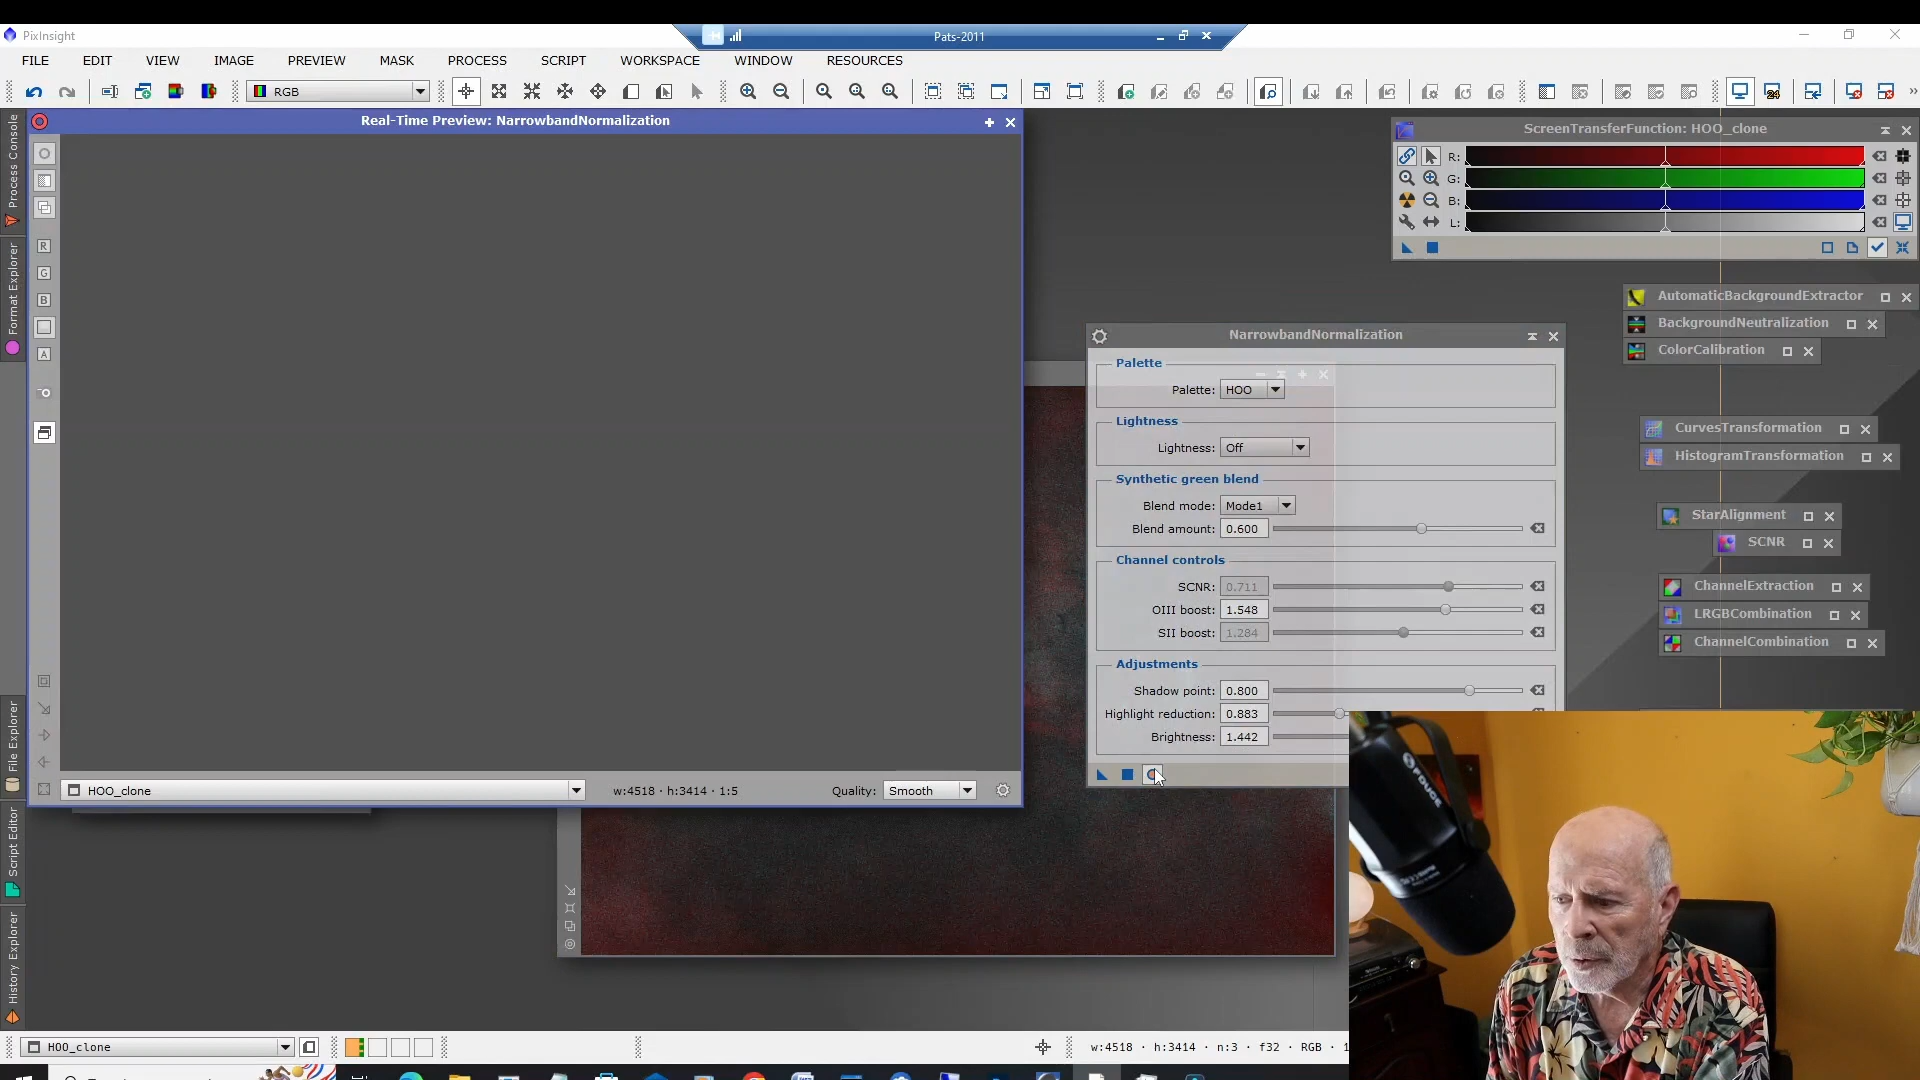 PixInsight
Pats-2011
FILE EDIT VIEW IMAGE PREVIEW MASK PROCESS SCRIPT WORKSPACE WINDOW RESOURCES
RGB
24
Real-Time Preview: NarrowbandNormalization
Process Console
Format Explorer
File Explorer
Script Editor
History Explorer
R
G
B
A
HOO_clone
w:4518 · h:3414 · 1:5
Quality: Smooth
ScreenTransferFunction: HOO_clone
R:
G:
B:
L:
AutomaticBackgroundExtractor
BackgroundNeutralization
ColorCalibration
CurvesTransformation
HistogramTransformation
StarAlignment
SCNR
ChannelExtraction
LRGBCombination
ChannelCombination
NarrowbandNormalization
Palette
Palette: HOO
Lightness
Lightness: Off
Synthetic green blend
Blend mode: Mode1
Blend amount: 0.600
Channel controls
SCNR: 0.711
OIII boost: 1.548
SII boost: 1.284
Adjustments
Shadow point: 0.800
Highlight reduction: 0.883
Brightness: 1.442
FDUCE
HOO_clone
w:4518 · h:3414 · n:3 · f32 · RGB · 1